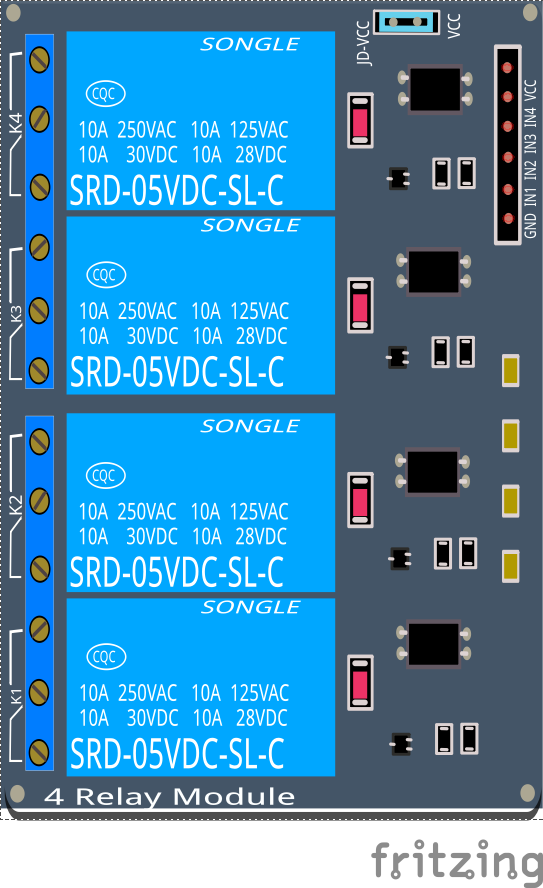 JD-VCC
VCC
GND IN1 IN2 IN3 IN4 VCC
K4
SONGLE
CQC
10A 250VAC 10A 125VAC
10A 30VDC 10A 28VDC
SRD-05VDC-SL-C
K3
SONGLE
CQC
10A 250VAC 10A 125VAC
10A 30VDC 10A 28VDC
SRD-05VDC-SL-C
K2
SONGLE
CQC
10A 250VAC 10A 125VAC
10A 30VDC 10A 28VDC
SRD-05VDC-SL-C
K1
SONGLE
CQC
10A 250VAC 10A 125VAC
10A 30VDC 10A 28VDC
SRD-05VDC-SL-C
4 Relay Module
fritzing